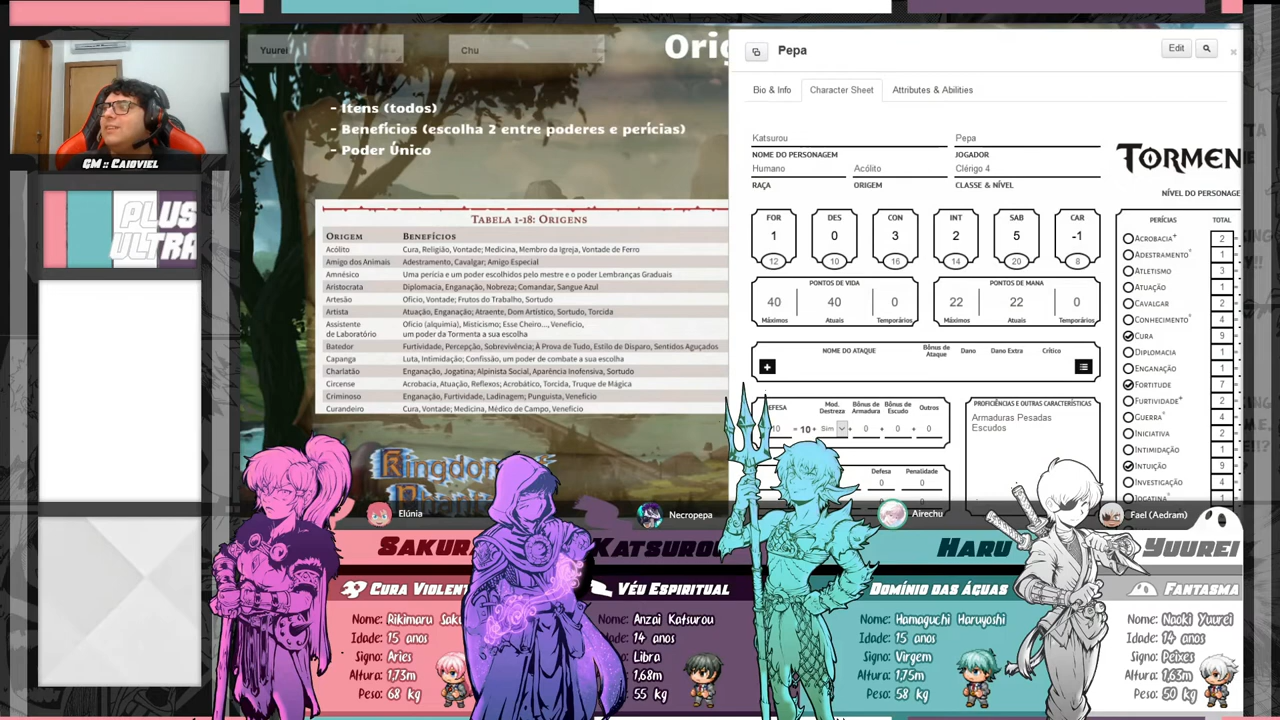 GM :: Caioviel
PLUS
ULTRA
Yuurei
Chu
Orig
- Itens (todos)
- Benefícios (escolha 2 entre poderes e perícias)
- Poder Único
Tabela 1-18: Origens
Origem Benefícios
Acólito Cura, Religião, Vontade; Medicina, Membro da Igreja, Vontade de Ferro
Amigo dos Animais Adestramento, Cavalgar; Amigo Especial
Amnésico Uma perícia e um poder escolhidos pelo mestre e o poder Lembranças Graduais
Aristocrata Diplomacia, Enganação, Nobreza; Comandar, Sangue Azul
Artesão Ofício, Vontade; Frutos do Trabalho, Sortudo
Artista Atuação, Enganação; Atraente, Dom Artístico, Sortudo, Torcida
Assistente de Laboratório Ofício (alquimia), Misticismo; Esse Cheiro..., Venefício,
um poder da Tormenta a sua escolha
Batedor Furtividade, Percepção, Sobrevivência; À Prova de Tudo, Estilo de Disparo, Sentidos Aguçados
Capanga Luta, Intimidação; Confissão, um poder de combate a sua escolha
Charlatão Enganação, Jogatina; Alpinista Social, Aparência Inofensiva, Sortudo
Circense Acrobacia, Atuação, Reflexos; Acrobático, Torcida, Truque de Mágica
Criminoso Enganação, Furtividade, Ladinagem; Punguista, Venefício
Curandeiro Cura, Vontade; Medicina, Médico de Campo, Venefício
Kingdom
Pepa
Edit
Bio & Info Character Sheet Attributes & Abilities
Katsurou Pepa
NOME DO PERSONAGEM JOGADOR
Humano Acólito Clérigo 4
RAÇA ORIGEM CLASSE & NÍVEL
TORMEN
NÍVEL DO PERSONAGE
FOR DES CON INT SAB CAR
1 0 3 2 5 -1
12 10 16 14 20 8
PONTOS DE VIDA PONTOS DE MANA
40 40 0 22 22 0
Máximos Atuais Temporários Máximos Atuais Temporários
NOME DO ATAQUE Bônus de Ataque Dano Dano Extra Crítico
DEFESA Mod. Destreza Bônus de Armadura Bônus de Escudo Outros
10 = 10 + Sim + 0 + 0 + 0
Defesa Penalidade
0 0
PROFICIÊNCIAS E OUTRAS CARACTERÍSTICAS
Armaduras Pesadas
Escudos
PERÍCIAS TOTAL
Acrobacia+ 2 =
Adestramento* 1 =
Atletismo 3 =
Atuação 1 =
Cavalgar 2 =
Conhecimento* 4 =
Cura 9 =
Diplomacia 1 =
Enganação 1 =
Fortitude 7 =
Furtividade+ 2 =
Guerra* 4 =
Iniciativa 2 =
Intimidação 1 =
Intuição 9 =
Investigação 4 =
Jogatina*
Elúnia
Necropepa
Airechu
Fael (Aedram)
Sakur
Katsurou
Haru
Yuurei
Cura Violen
Véu Espiritual
Domínio das Águas
Fantasma
Nome: Rikimaru Saku
Idade: 15 anos
Signo: Aries
Altura: 1,73m
Peso: 68 kg
Nome: Anzai Katsurou
14 anos
Libra
1,68m
55 kg
Nome: Hamaguchi Haruyoshi
Idade: 15 anos
Signo: Virgem
Altura: 1,75m
Peso: 58 kg
Nome: Naoki Yuurei
Idade: 14 anos
Signo: Peixes
Altura: 1,63m
Peso: 50 kg